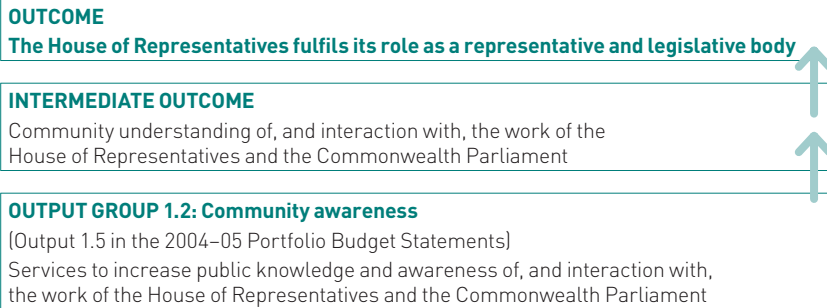 OUTCOME
The House of Representatives fulfils its role as a representative and legislative body
INTERMEDIATE OUTCOME
Community understanding of, and interaction with, the work of the
House of Representatives and the Commonwealth Parliament
OUTPUT GROUP 1.2: Community awareness
(Output 1.5 in the 2004–05 Portfolio Budget Statements)
Services to increase public knowledge and awareness of, and interaction with,
the work of the House of Representatives and the Commonwealth Parliament